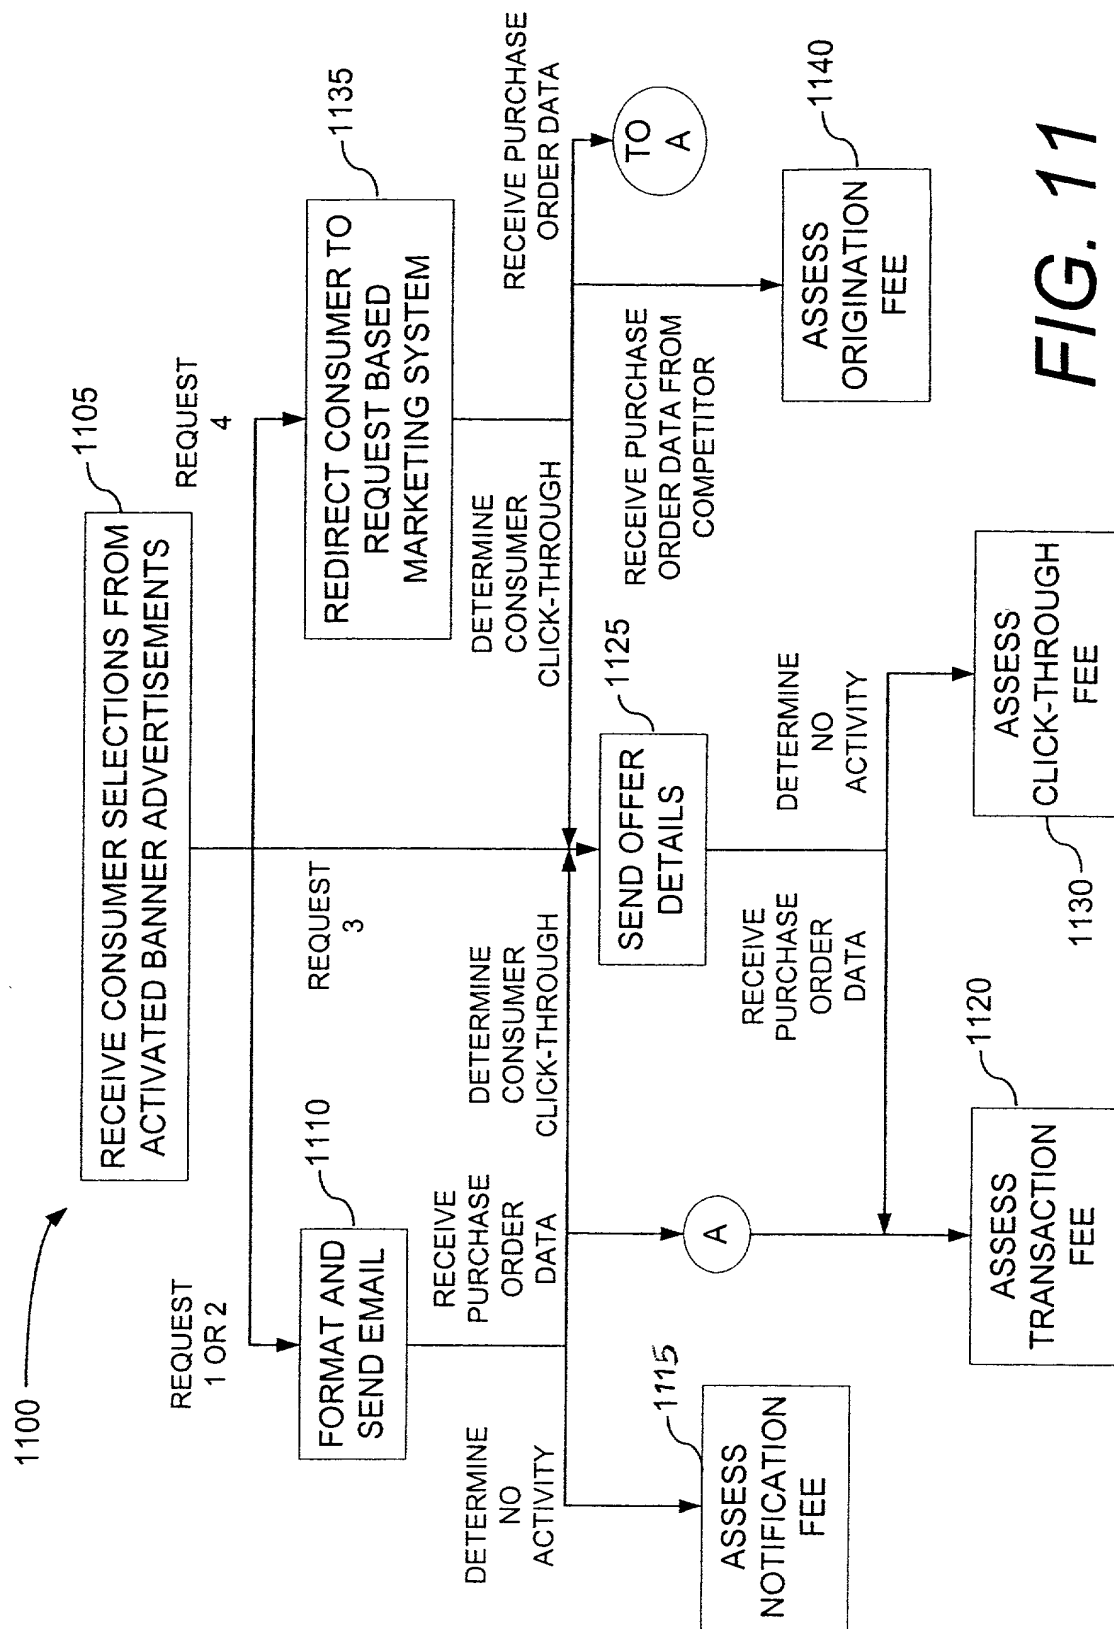 1100
RECEIVE CONSUMER SELECTIONS FROM
ACTIVATED BANNER ADVERTISEMENTS
1105
REQUEST
1 OR 2
REQUEST
3
REQUEST
4
FORMAT AND
SEND EMAIL
1110
REDIRECT CONSUMER TO
REQUEST BASED
MARKETING SYSTEM
1135
DETERMINE
NO
ACTIVITY
RECEIVE
PURCHASE
ORDER
DATA
DETERMINE
CONSUMER
CLICK-THROUGH
DETERMINE
CONSUMER
CLICK-THROUGH
RECEIVE PURCHASE
ORDER DATA
SEND OFFER
DETAILS
1125
RECEIVE PURCHASE
ORDER DATA FROM
COMPETITOR
TO
A
A
ASSESS
NOTIFICATION
FEE
1115
RECEIVE
PURCHASE
ORDER
DATA
DETERMINE
NO
ACTIVITY
ASSESS
ORIGINATION
FEE
1140
ASSESS
TRANSACTION
FEE
1120
ASSESS
CLICK-THROUGH
FEE
1130
FIG. 11